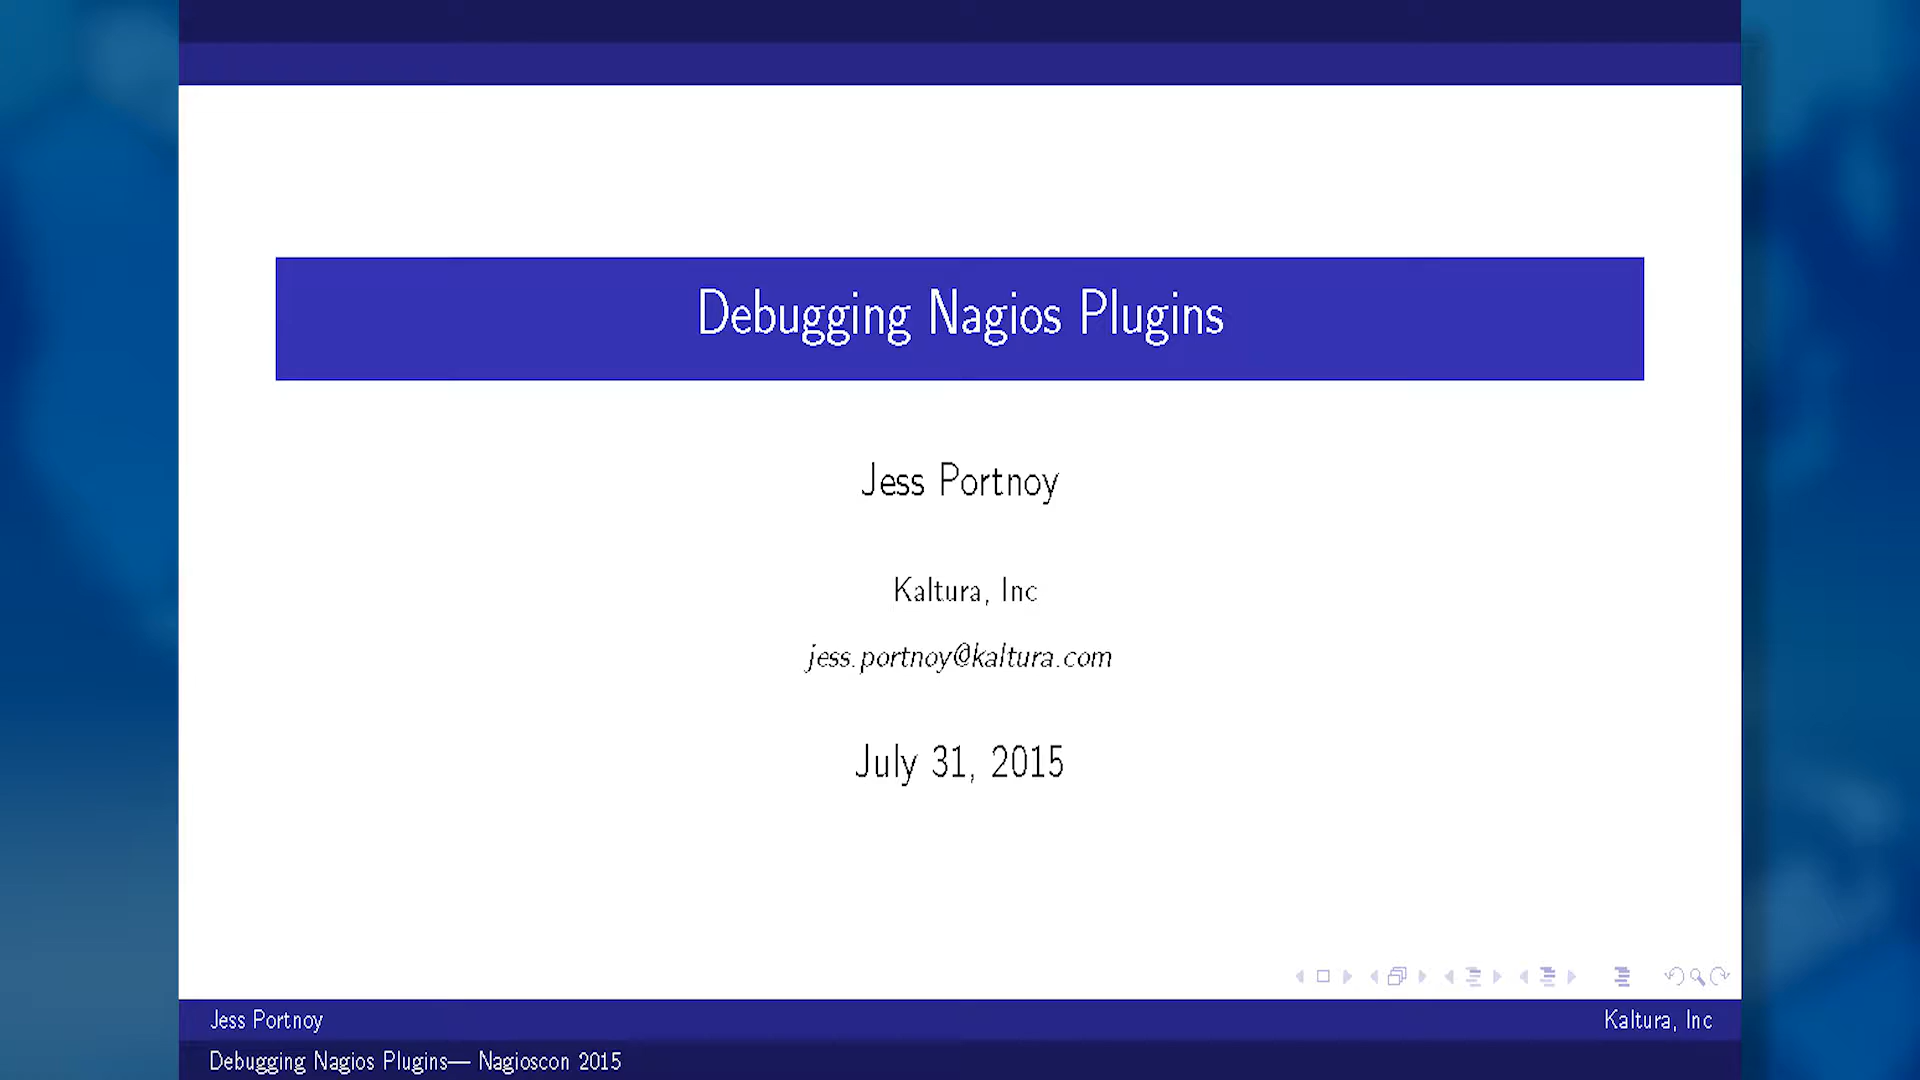 Debugging Nagios Plugins
Jess Portnoy
Kaltura, Inc
jess.portnoy@kaltura.com
July 31, 2015
Jess Portnoy
Kaltura, Inc
Debugging Nagios Plugins— Nagioscon 2015